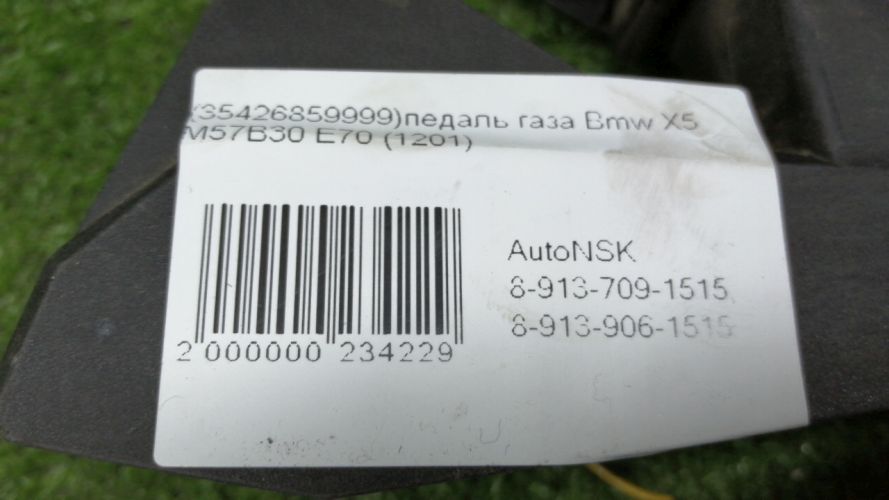 (35426859999)педаль газа Bmw X5
M57B30 E70 (1201)
AutoNSK
8-913-709-1515
8-913-906-1515
2 000000 234229